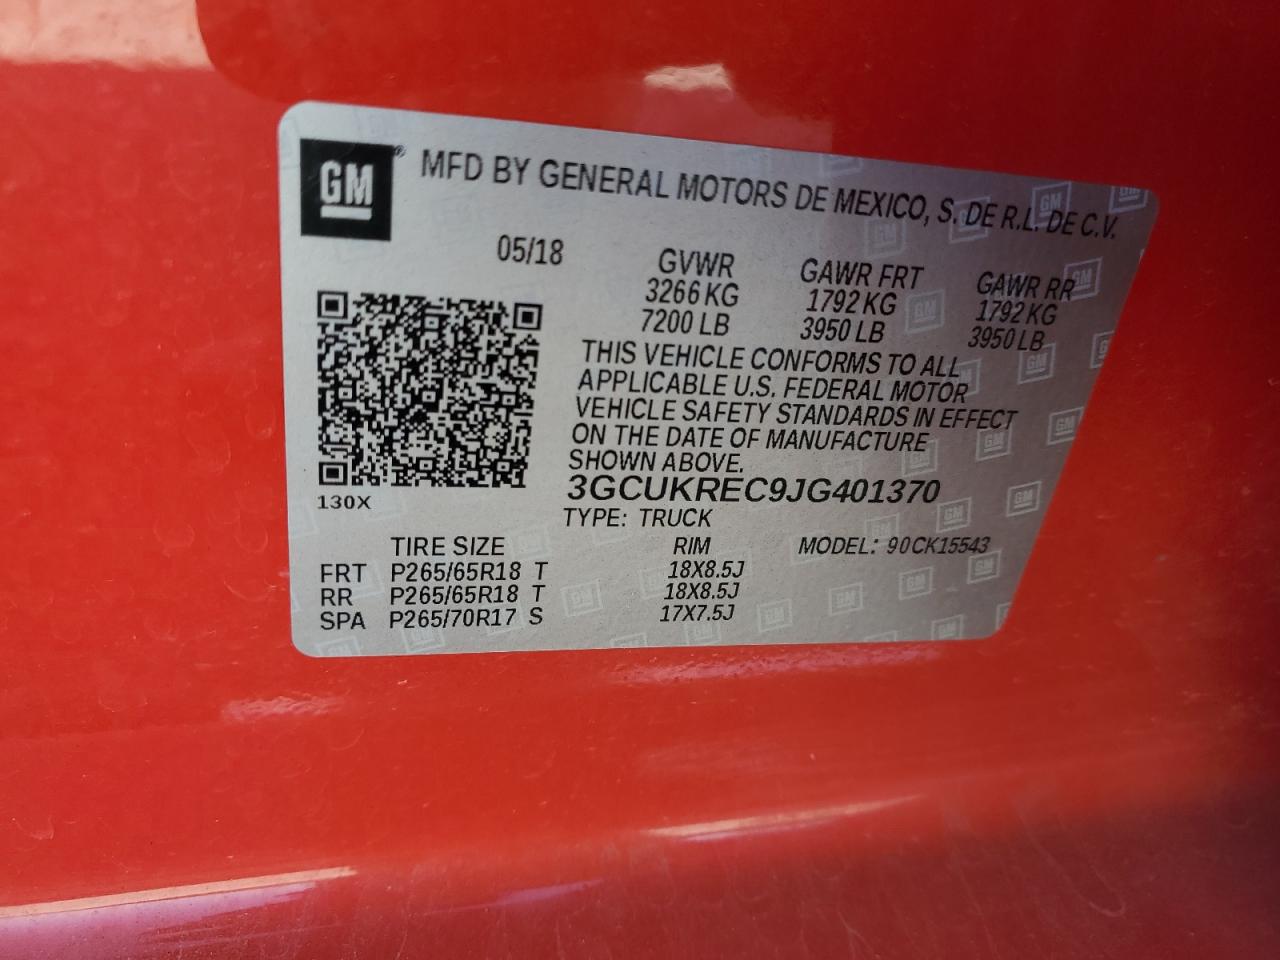 GM® MFD BY GENERAL MOTORS DE MEXICO, S. DE R.L. DE C.V.
05/18 GVWR GAWR FRT GAWR RR
3266 KG 1792 KG 1792 KG
7200 LB 3950 LB 3950 LB
THIS VEHICLE CONFORMS TO ALL
APPLICABLE U.S. FEDERAL MOTOR
VEHICLE SAFETY STANDARDS IN EFFECT
ON THE DATE OF MANUFACTURE
SHOWN ABOVE.
3GCUKREC9JG401370
130X
TYPE: TRUCK
TIRE SIZE RIM MODEL: 90CK15543
FRT P265/65R18 T 18X8.5J
RR P265/65R18 T 18X8.5J
SPA P265/70R17 S 17X7.5J